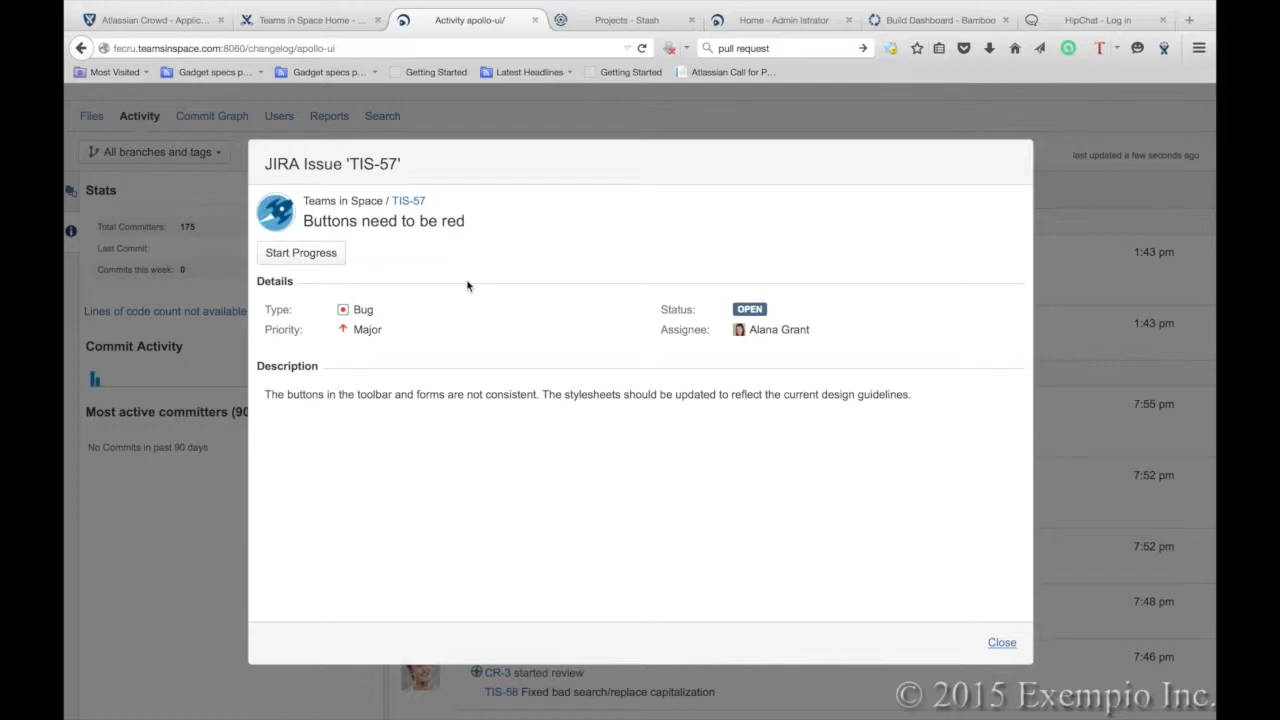 Atlassian Crowd - Applic...
Teams in Space Home - ...
Activity apollo-ui/
Projects - Stash
Home - Admin Istrator
Build Dashboard - Bamboo
HipChat - Log in
fecru.teamsinspace.com:8060/changelog/apollo-ui
pull request
Most Visited
Gadget specs p...
Gadget specs p...
Getting Started
Latest Headlines
Getting Started
Atlassian Call for P...
Files Activity Commit Graph Users Reports Search
All branches and tags
last updated a few seconds ago
Stats
Total Committers: 175
Last Commit:
Commits this week: 0
Lines of code count not available
Commit Activity
Most active committers (90
No Commits in past 90 days
JIRA Issue 'TIS-57'
Teams in Space / TIS-57
Buttons need to be red
Start Progress
Details
Type: Bug
Status: OPEN
Priority: Major
Assignee: Alana Grant
Description
The buttons in the toolbar and forms are not consistent. The stylesheets should be updated to reflect the current design guidelines.
Close
1:43 pm
1:43 pm
7:55 pm
7:52 pm
7:52 pm
7:48 pm
7:46 pm
CR-3 started review
TIS-58 Fixed bad search/replace capitalization
© 2015 Exempio Inc.